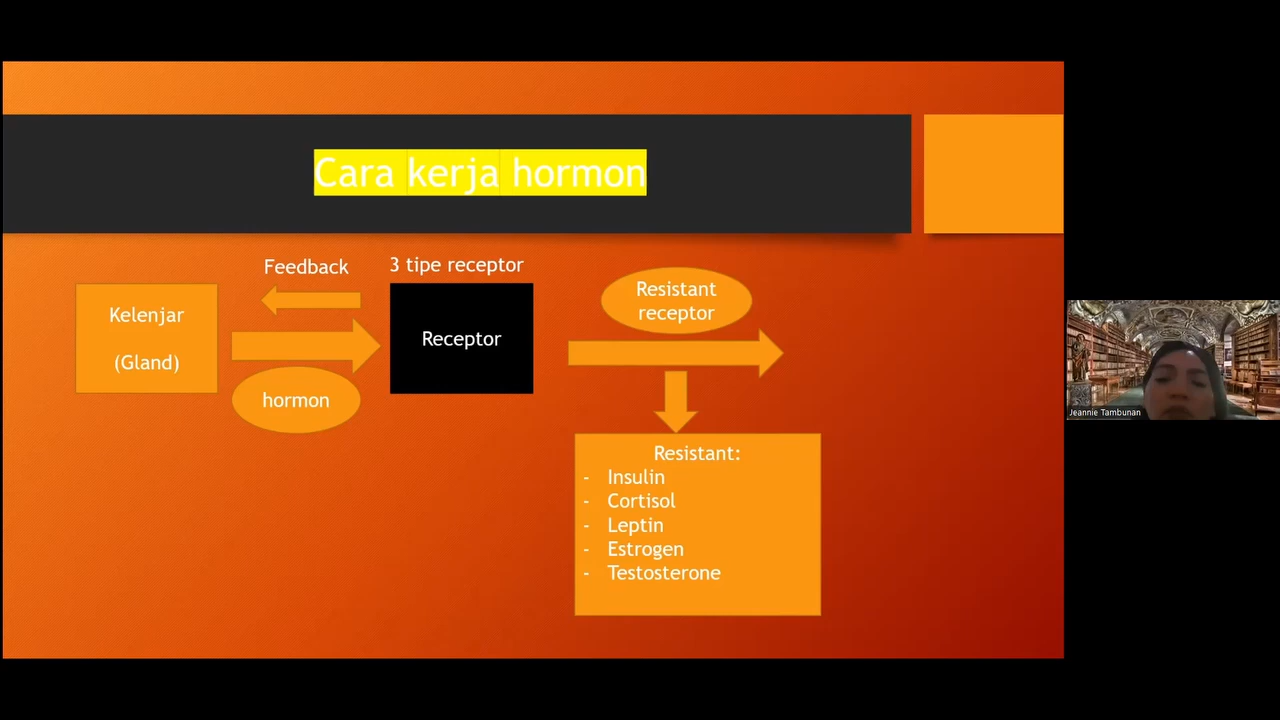 Cara kerja hormon
Feedback
3 tipe receptor
Kelenjar
(Gland)
hormon
Receptor
Resistant
receptor
Resistant:
- Insulin
- Cortisol
- Leptin
- Estrogen
- Testosterone
Jeannie Tambunan